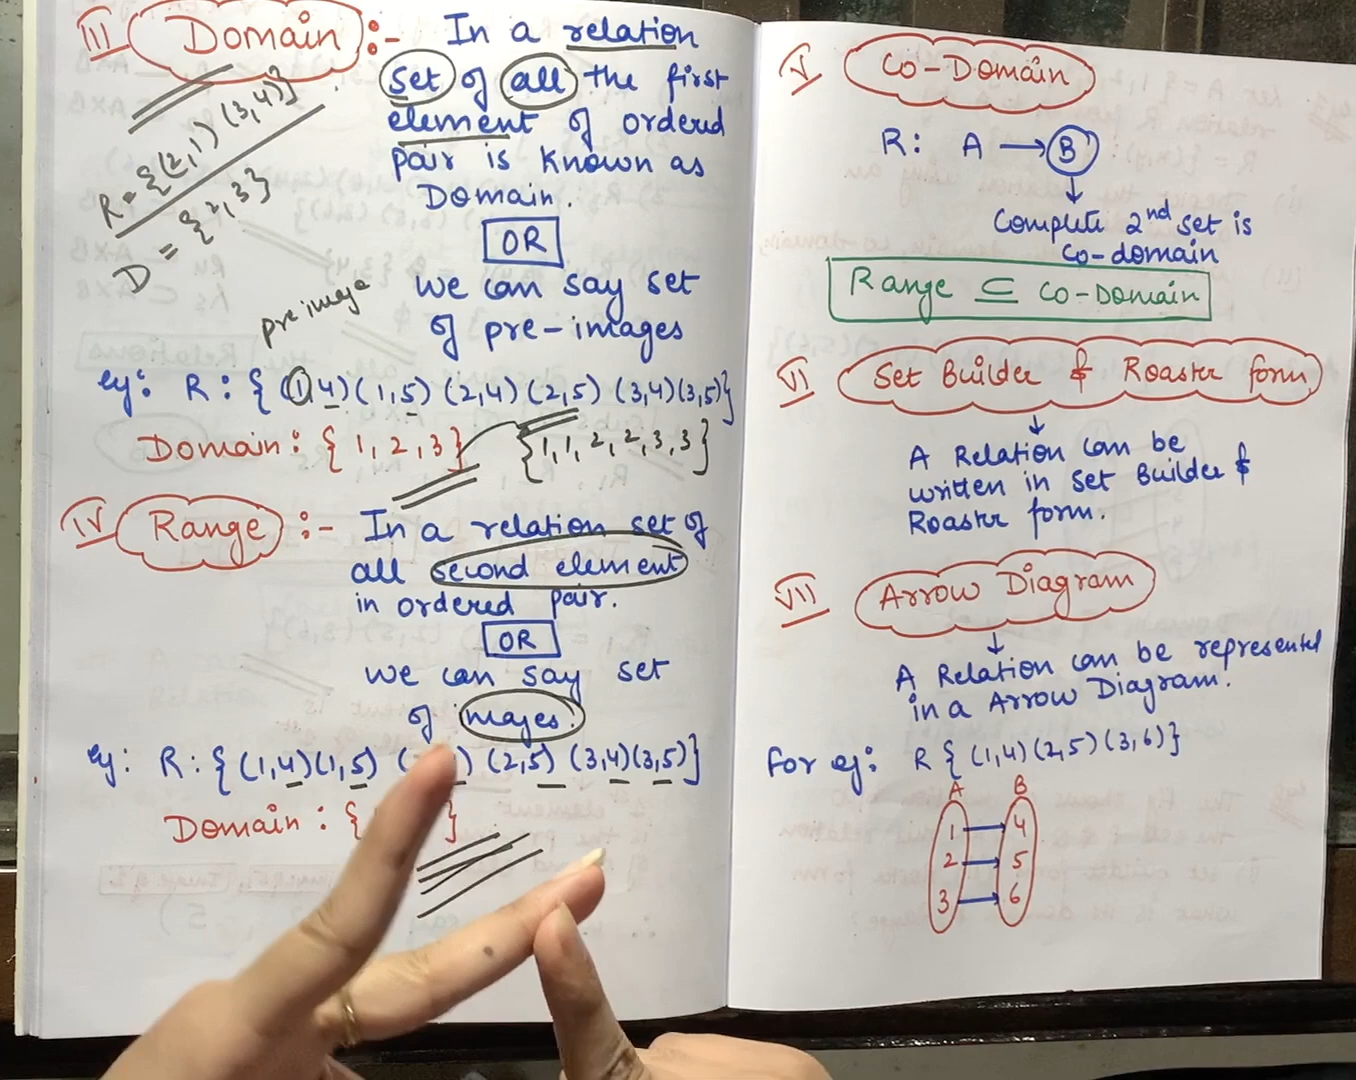 III Domain :- In a relation
set of all the first
element of ordered
pair is known as
Domain.
OR
we can say set
of pre-images
R = {(2,1) (3,4)}
D = {2,3}
pre image
eg: R : { (1,4) (1,5) (2,4) (2,5) (3,4) (3,5)}
Domain : { 1, 2, 3} {1,1,2,2,3,3}
IV Range :- In a relation set of
all second element
in ordered pair.
OR
we can say set
of images.
eg: R : { (1,4) (1,5) (2,5) (3,4) (3,5)}
Domain : { }
V Co-Domain
R: A → B
↓
Complete 2nd set is
Co-domain
Range ⊆ Co-Domain
VI Set Builder & Roaster form
↓
A Relation can be
written in Set Builder &
Roaster form.
VII Arrow Diagram
↓
A Relation can be represented
in a Arrow Diagram.
For eg: R { (1,4) (2,5) (3,6)}
A B
1 → 4
2 → 5
3 → 6